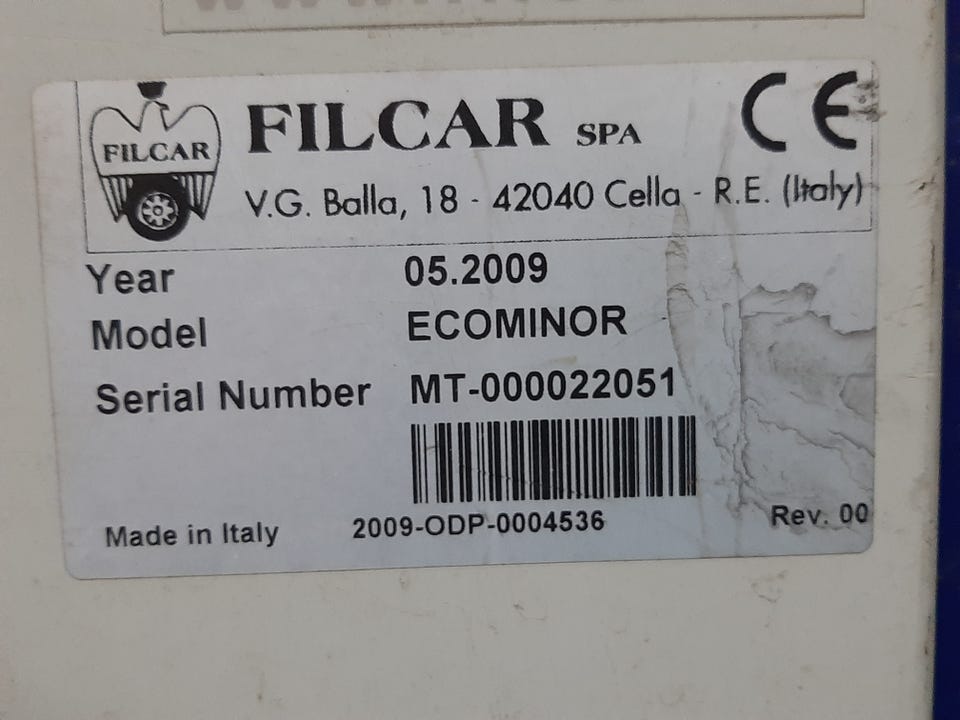 FILCAR
FILCAR SPA
CE
V.G. Balla, 18 - 42040 Cella - R.E. (Italy)
Year 05.2009
Model ECOMINOR
Serial Number MT-000022051
Made in Italy 2009-ODP-0004536 Rev. 00